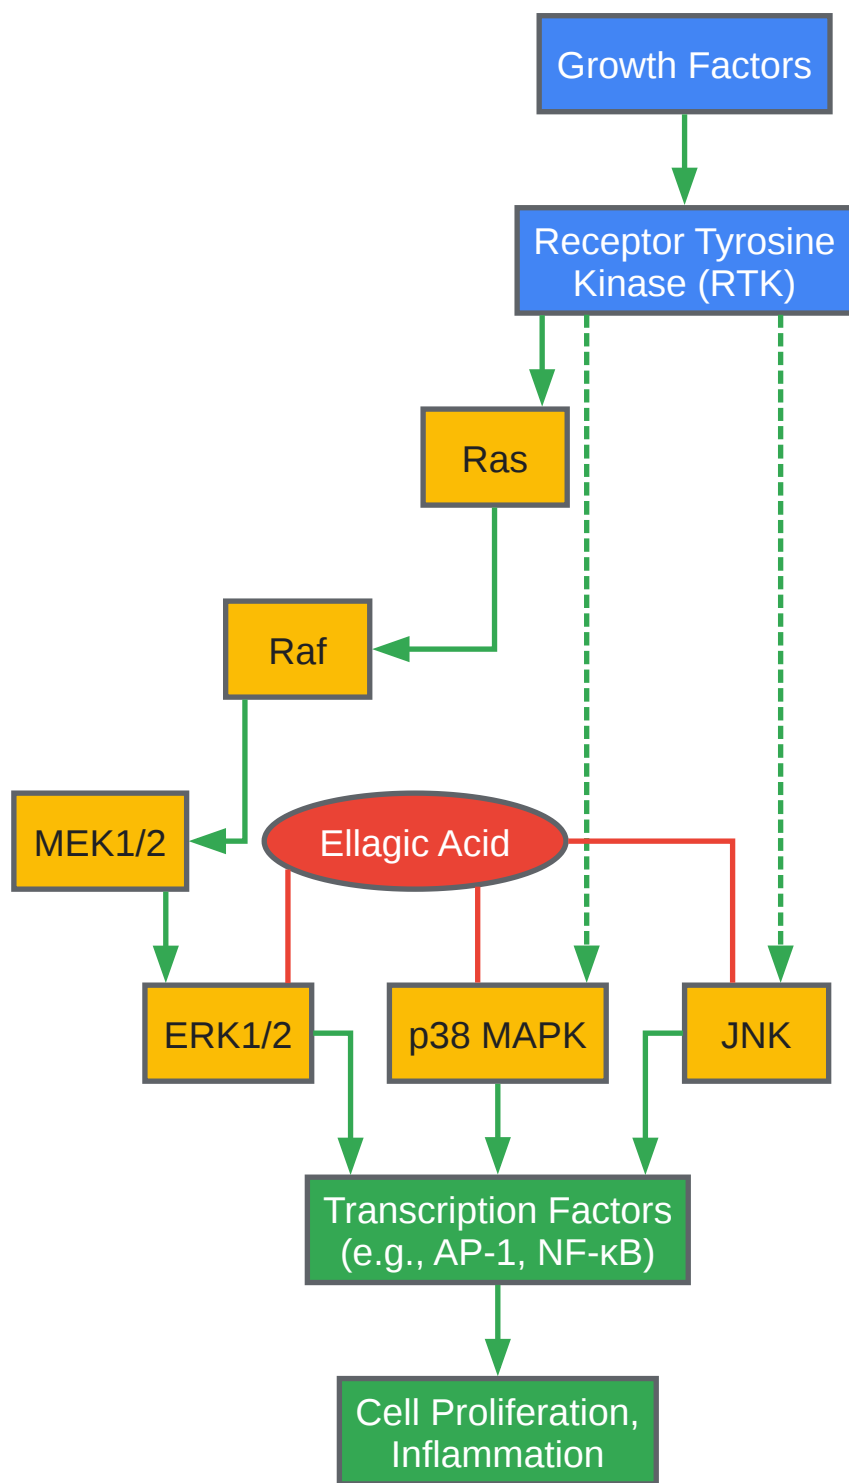 Growth Factors
Receptor Tyrosine
Kinase (RTK)
Ras
Raf
MEK1/2
Ellagic Acid
ERK1/2
p38 MAPK
JNK
Transcription Factors
(e.g., AP-1, NF-κB)
Cell Proliferation,
Inflammation